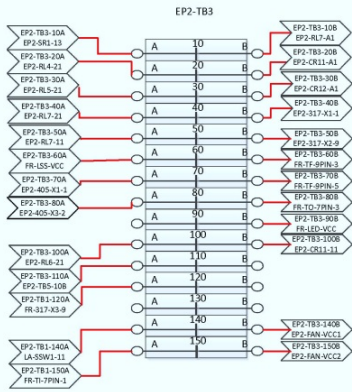 EP2-TB3
EP2-TB3-10A
EP2-SR1-13
EP2-TB3-20A
EP2-RL4-21
EP2-TB3-30A
EP2-RL5-21
EP2-TB3-40A
EP2-RL7-21
EP2-TB3-50A
EP2-RL7-11
EP2-TB3-60A
FR-LSS-VCC
EP2-TB3-70A
EP2-405-X1-1
EP2-TB3-80A
EP2-405-X3-2
EP2-TB3-100A
EP2-RL6-21
EP2-TB3-110A
EP2-TB5-10B
EP2-TB1-120A
FR-317-X3-9
EP2-TB1-140A
LA-SSW1-11
EP2-TB1-150A
FR-TI-7PIN-1
A 10 B
A 20 B
A 30 B
A 40 B
A 50 B
A 60 B
A 70 B
A 80 B
A 90 B
A 100 B
A 110 B
A 120 B
A 130 B
A 140 B
A 150 B
EP2-TB3-10B
EP2-RL7-A1
EP2-TB3-20B
EP2-CR11-A1
EP2-TB3-30B
EP2-CR12-A1
EP2-TB3-40B
EP2-317-X1-1
EP2-TB3-50B
EP2-317-X2-9
EP2-TB3-60B
FR-TF-9PIN-3
EP2-TB3-70B
FR-TF-9PIN-5
EP2-TB3-80B
FR-TO-7PIN-3
EP2-TB3-90B
FR-LED-VCC
EP2-TB3-100B
EP2-CR11-11
EP2-TB3-140B
EP2-FAN-VCC1
EP2-TB3-150B
EP2-FAN-VCC2